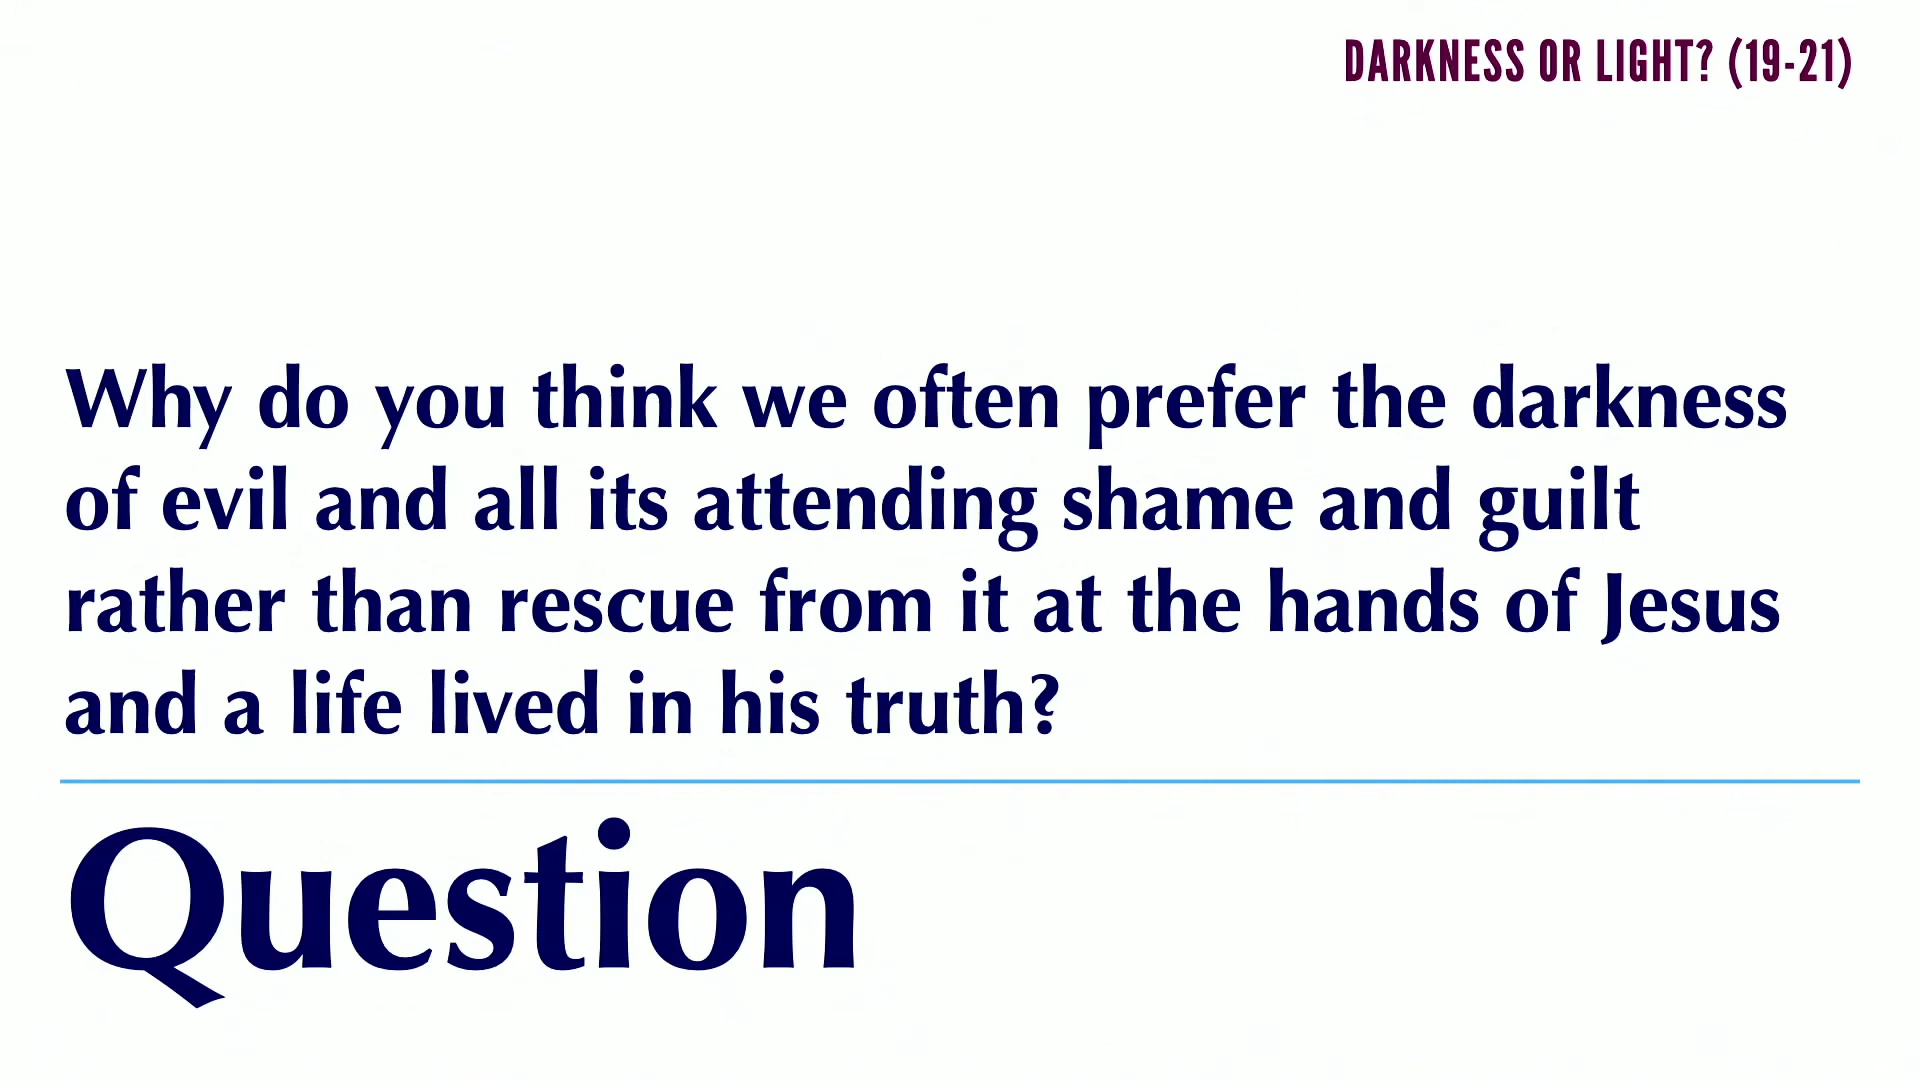 DARKNESS OR LIGHT? (19-21)
Why do you think we often prefer the darkness
of evil and all its attending shame and guilt
rather than rescue from it at the hands of Jesus
and a life lived in his truth?
Question